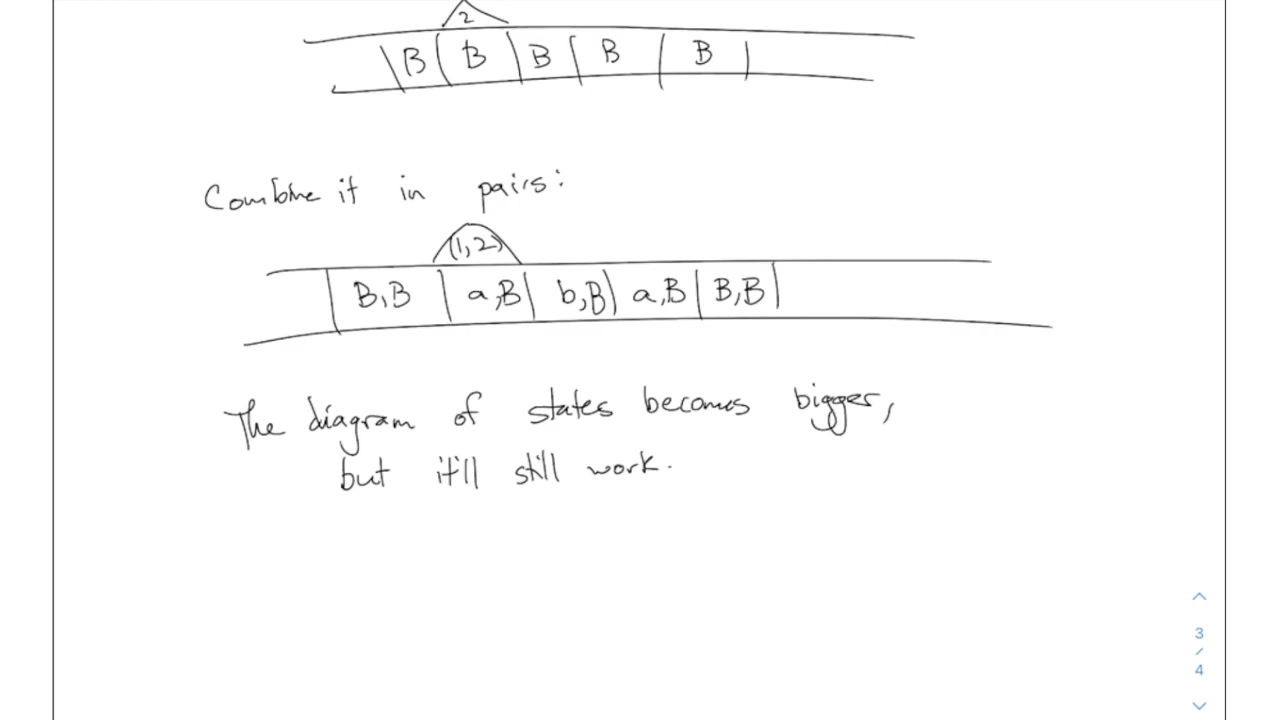 2
B B B B B
Combine it in pairs:
(1,2)
B,B a,B b,B a,B B,B
The diagram of states becomes bigger,
but it'll still work.
3
/
4